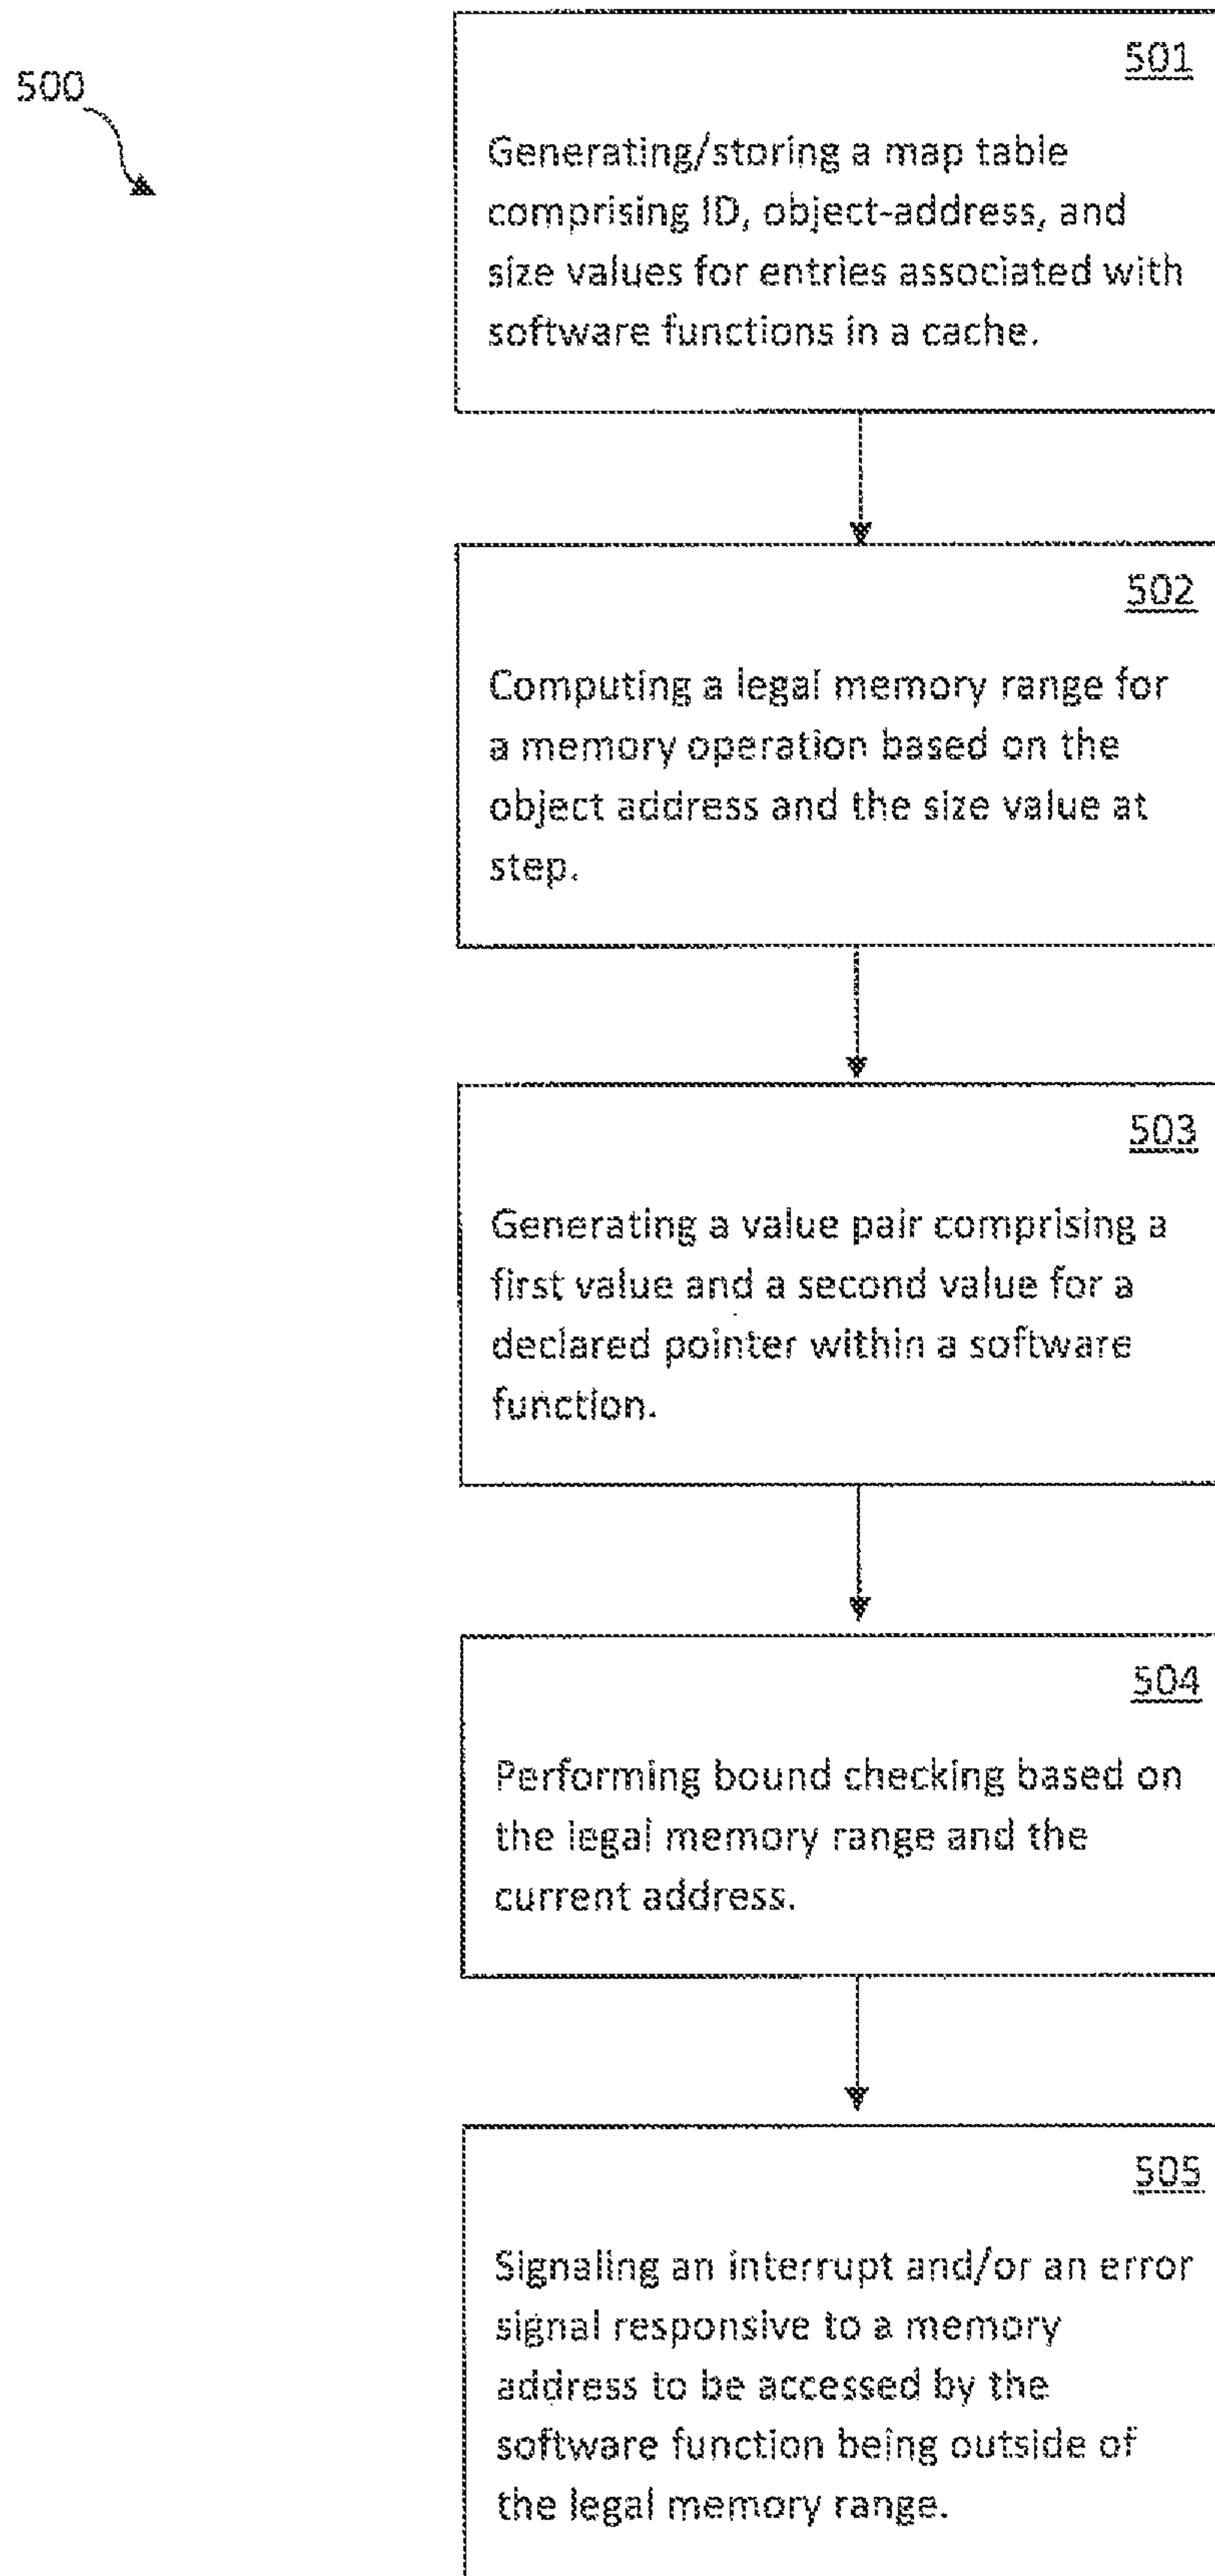 500
501
Generating/storing a map table
comprising ID, object-address, and
size values for entries associated with
software functions in a cache.
502
Computing a legal memory range for
a memory operation based on the
object address and the size value at
step.
503
Generating a value pair comprising a
first value and a second value for a
declared pointer within a software
function.
504
Performing bound checking based on
the legal memory range and the
current address.
505
Signaling an interrupt and/or an error
signal responsive to a memory
address to be accessed by the
software function being outside of
the legal memory range.